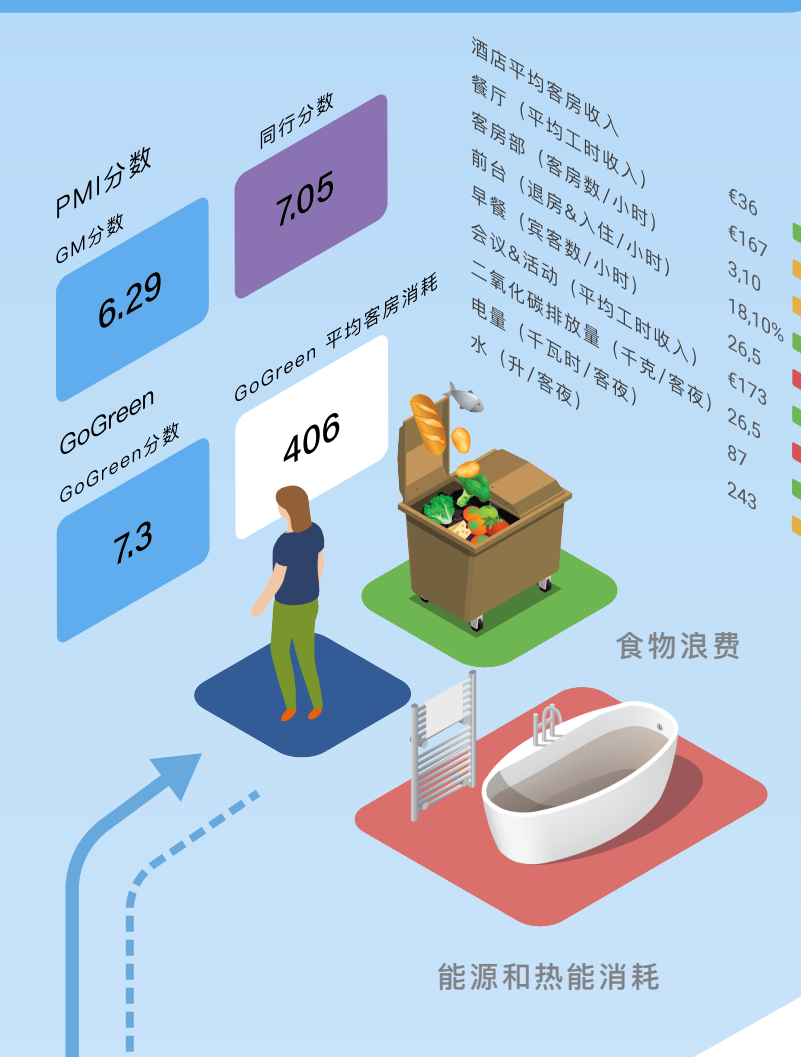 PMI分数
GM分数
6.29
同行分数
7.05
GoGreen
GoGreen分数
7.3
GoGreen 平均客房消耗
406
酒店平均客房收入
餐厅（平均工时收入）
客房部（客房数/小时）
前台（退房&入住/小时）
早餐（宾客数/小时）
会议&活动（平均工时收入）
二氧化碳排放量（千克/客夜）
电量（千瓦时/客夜）
水（升/客夜）
€36
€167
3,10
18,10%
26,5
€173
26,5
87
243
食物浪费
能源和热能消耗